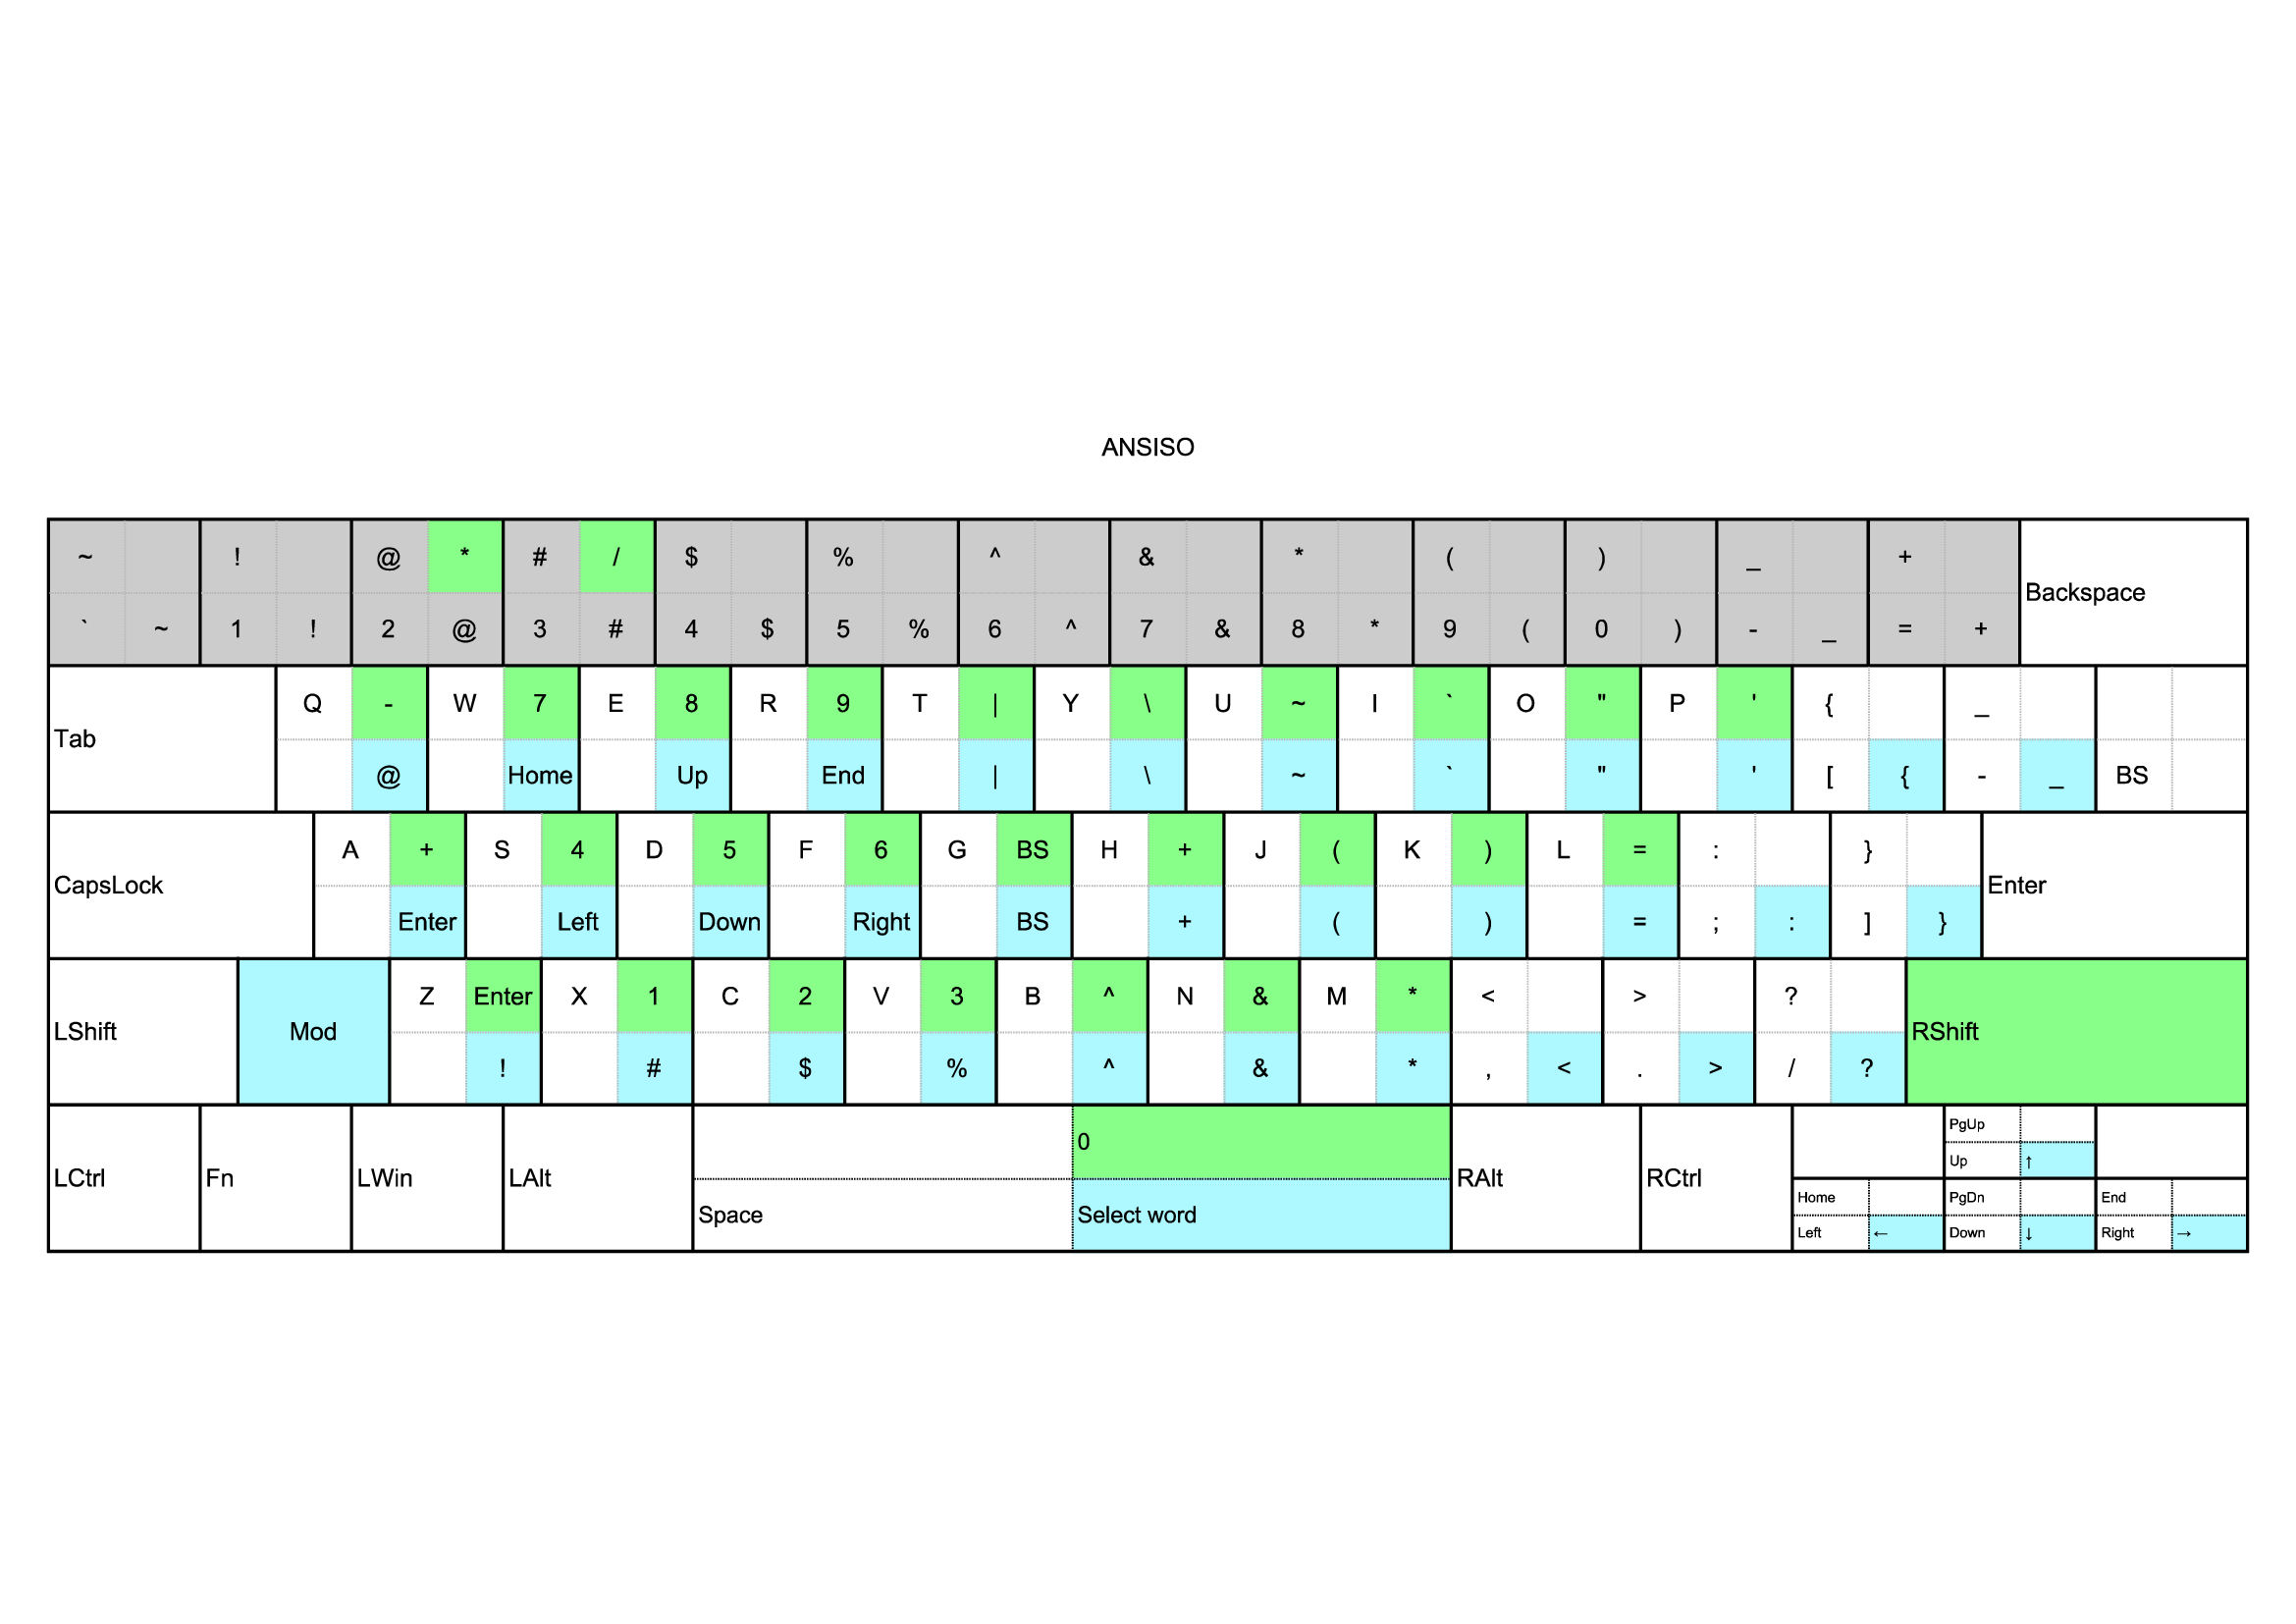 ANSISO
~ ! @ * # / $ % ^ & * ( ) _ +
Backspace
` ~ 1 ! 2 @ 3 # 4 $ 5 % 6 ^ 7 & 8 * 9 ( 0 ) - _ = +
Q - W 7 E 8 R 9 T | Y \ U ~ I ` O " P ' { _
Tab
@ Home Up End | \ ~ ` " ' [ { - _ BS
A + S 4 D 5 F 6 G BS H + J ( K ) L = : }
CapsLock Enter
Enter Left Down Right BS + ( ) = ; : ] }
Z Enter X 1 C 2 V 3 B ^ N & M * < > ?
LShift Mod RShift
! # $ % ^ & * , < . > / ?
PgUp
0
Up ↑
LCtrl Fn LWin LAlt RAlt RCtrl
Home PgDn End
Space Select word
Left ← Down ↓ Right →